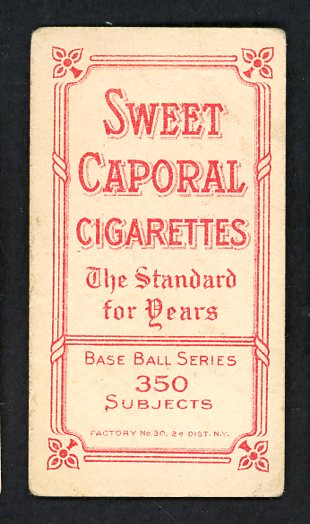 SWEET
CAPORAL
CIGARETTES
The Standard
for Years
BASE BALL SERIES
350
SUBJECTS
FACTORY No. 30, 2d DIST. N.Y.